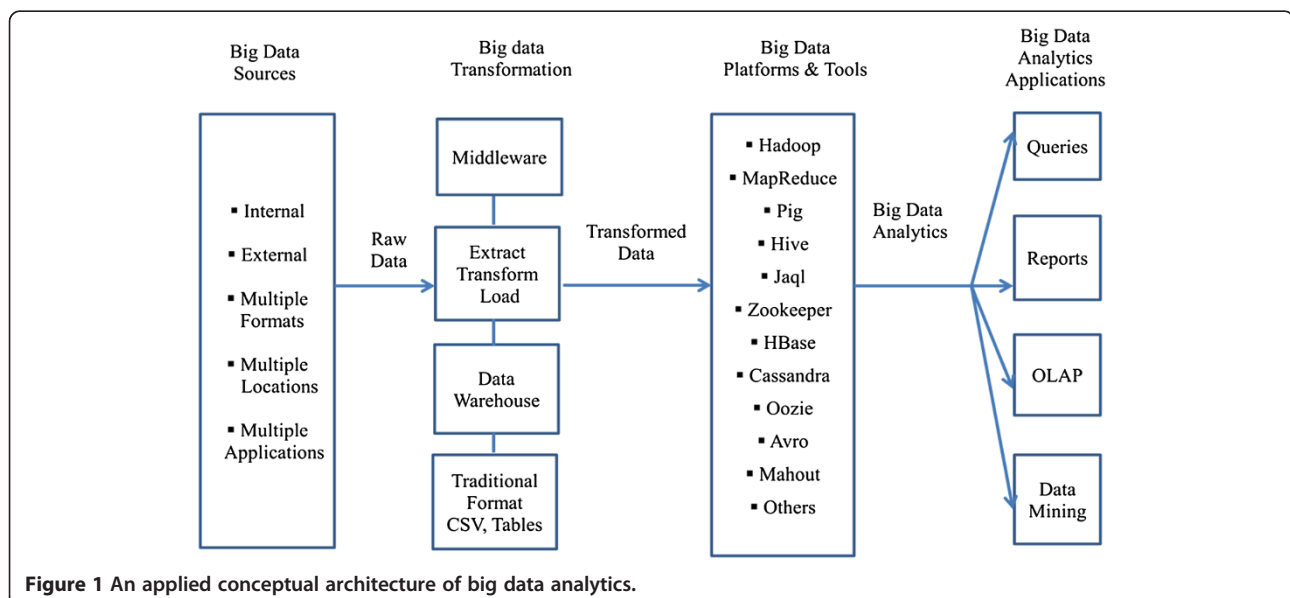 Big Data
Sources
Big data
Transformation
Big Data
Platforms & Tools
Big Data
Analytics
Applications
▪ Internal
▪ External
▪ Multiple
Formats
▪ Multiple
Locations
▪ Multiple
Applications
Raw
Data
Middleware
Extract
Transform
Load
Data
Warehouse
Traditional
Format
CSV, Tables
Transformed
Data
▪ Hadoop
▪ MapReduce
▪ Pig
▪ Hive
▪ Jaql
▪ Zookeeper
▪ HBase
▪ Cassandra
▪ Oozie
▪ Avro
▪ Mahout
▪ Others
Big Data
Analytics
Queries
Reports
OLAP
Data
Mining
Figure 1 An applied conceptual architecture of big data analytics.